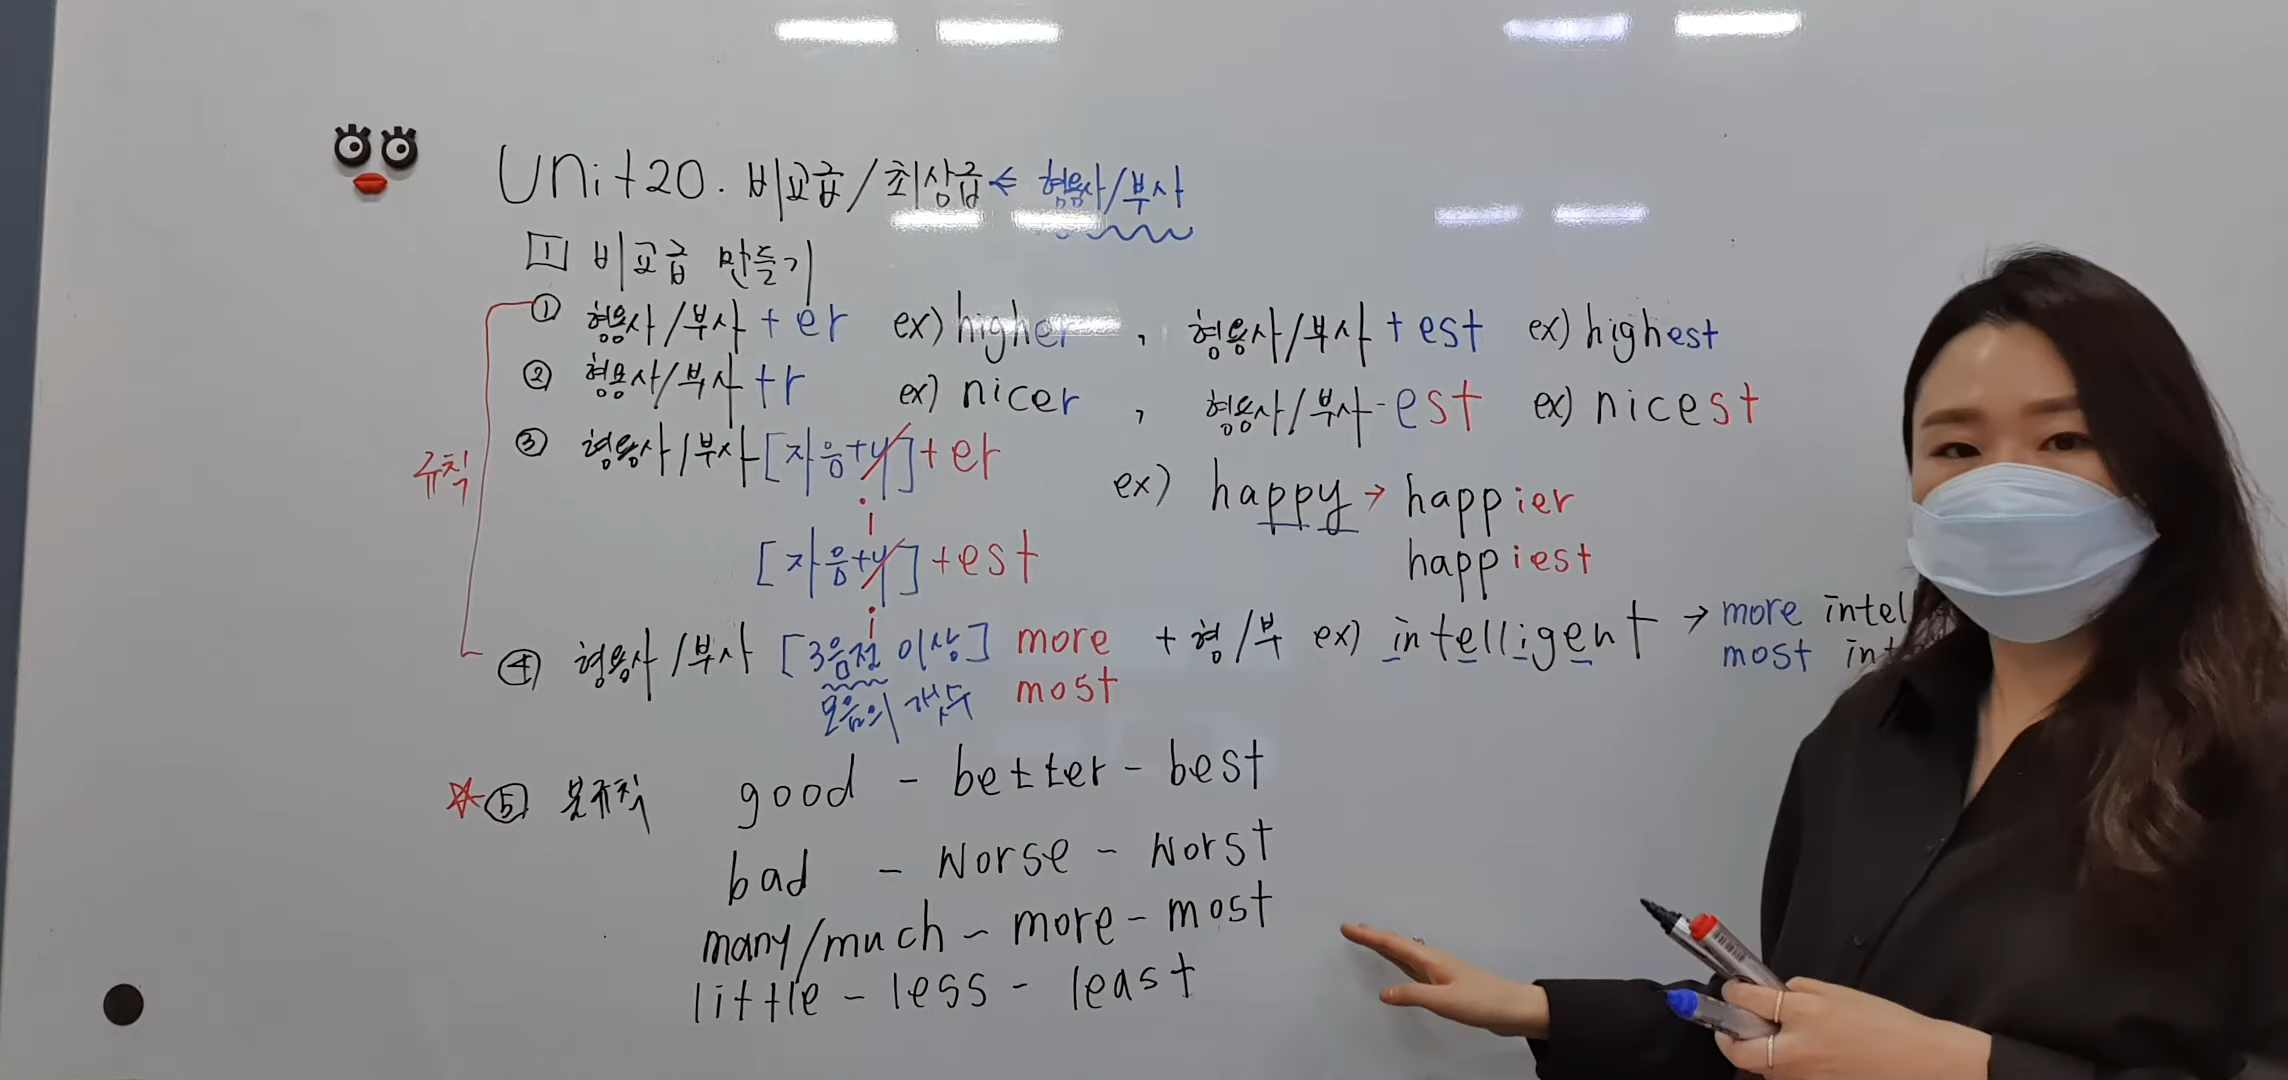 Unit20. 비교급/최상급 ← 형용사/부사
1 비교급 만들기
① 형용사/부사 + er ex) higher , 형용사/부사 + est ex) highest
② 형용사/부사 +r ex) nicer , 형용사/부사-est ex) nicest
규칙
③ 형용사/부사 [자음+y] + er ex) happy → happier
i
[자음+y] + est happiest
i
④ 형용사/부사 [3음절 이상] more + 형/부 ex) intelligent → more intel
모음의 개수 most most int
☆ ⑤ 불규칙 good - better - best
bad - worse - worst
many/much - more - most
little - less - least